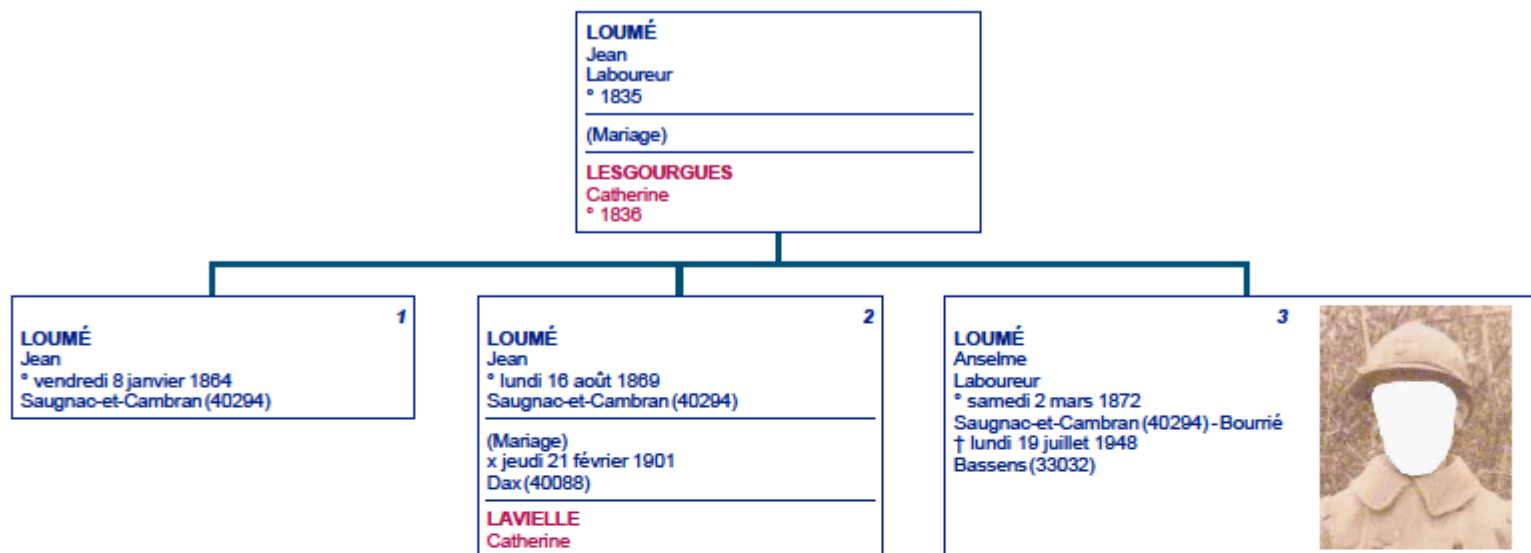 LOUMÉ
Jean
Laboureur
° 1835
(Mariage)
LESGOURGUES
Catherine
° 1836
1
LOUMÉ
Jean
° vendredi 8 janvier 1864
Saugnac-et-Cambran (40294)
2
LOUMÉ
Jean
° lundi 16 août 1869
Saugnac-et-Cambran (40294)
(Mariage)
x jeudi 21 février 1901
Dax (40088)
LAVIELLE
Catherine
3
LOUMÉ
Anselme
Laboureur
° samedi 2 mars 1872
Saugnac-et-Cambran (40294) - Bourrié
† lundi 19 juillet 1948
Bassens (33032)